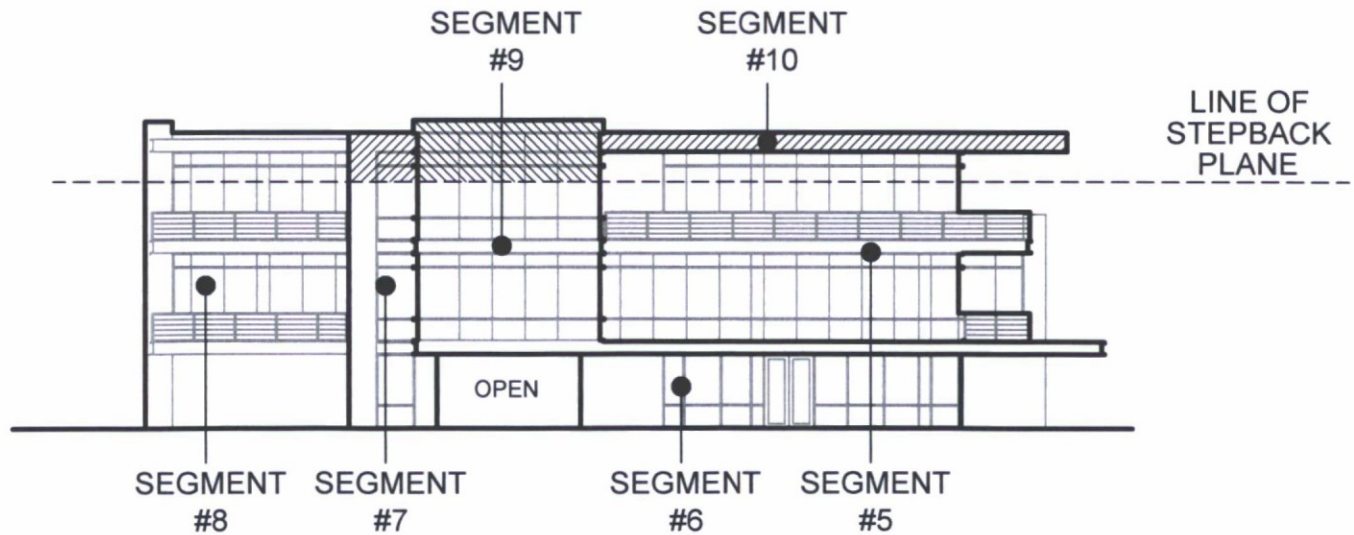 SEGMENT
#9
SEGMENT
#10
LINE OF
STEPBACK
PLANE
OPEN
SEGMENT
#8
SEGMENT
#7
SEGMENT
#6
SEGMENT
#5